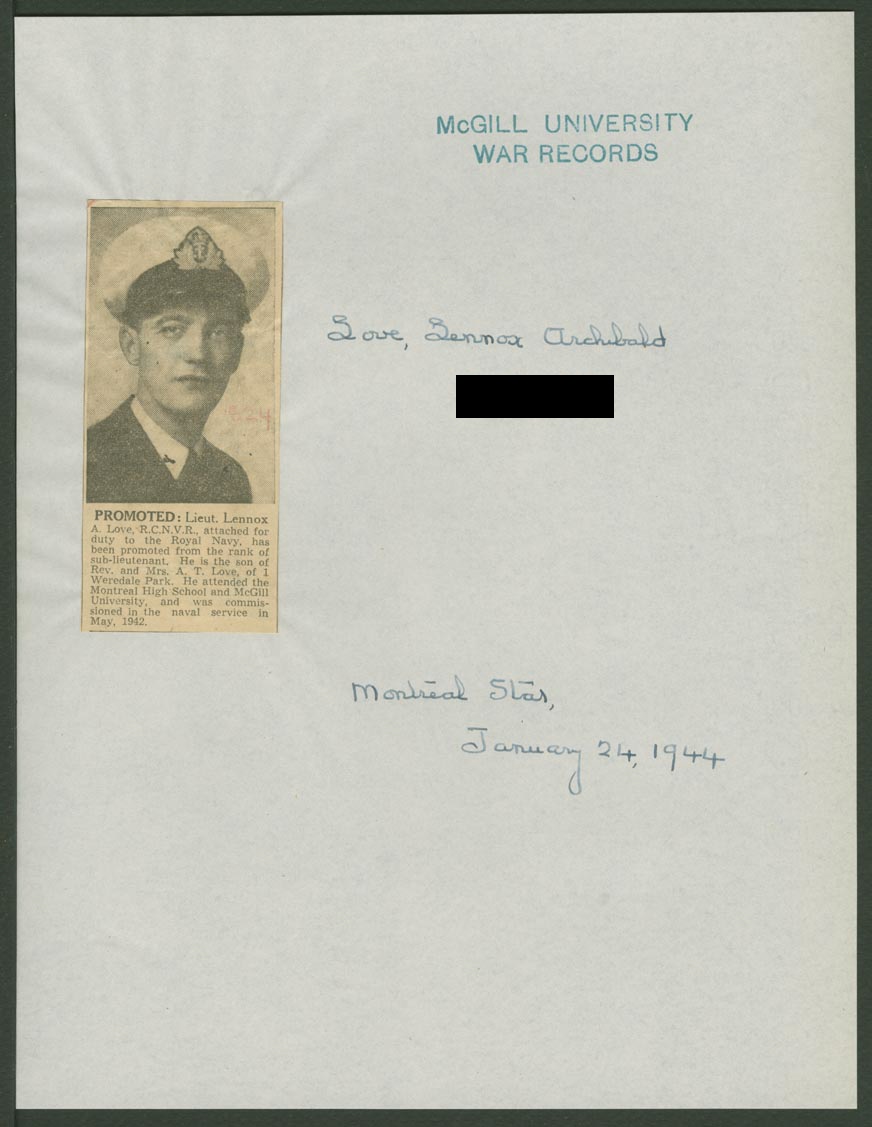 McGILL UNIVERSITY
WAR RECORDS
Love, Lennox Archibald
PROMOTED: Lieut. Lennox
A. Love, R.C.N.V.R., attached for
duty to the Royal Navy, has
been promoted from the rank of
sub-lieutenant. He is the son of
Rev. and Mrs. A. T. Love, of 1
Weredale Park. He attended the
Montreal High School and McGill
University, and was commis-
sioned in the naval service in
May, 1942.
Montreal Star,
January 24, 1944